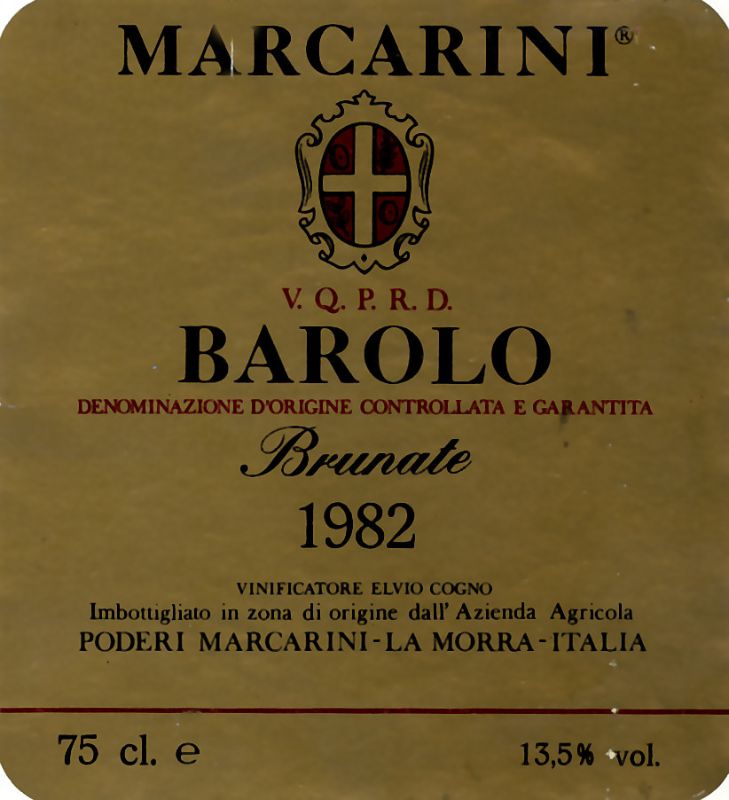 MARCARINI®
V. Q. P. R. D.
BAROLO
DENOMINAZIONE D'ORIGINE CONTROLLATA E GARANTITA
Brunate
1982
VINIFICATORE ELVIO COGNO
Imbottigliato in zona di origine dall' Azienda Agricola
PODERI MARCARINI-LA MORRA-ITALIA
75 cl. e 13,5% vol.